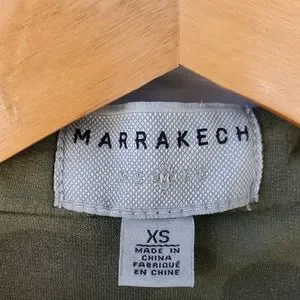 MARRAKECH
XS
MADE IN
CHINA
FABRIQUÉ
EN CHINE